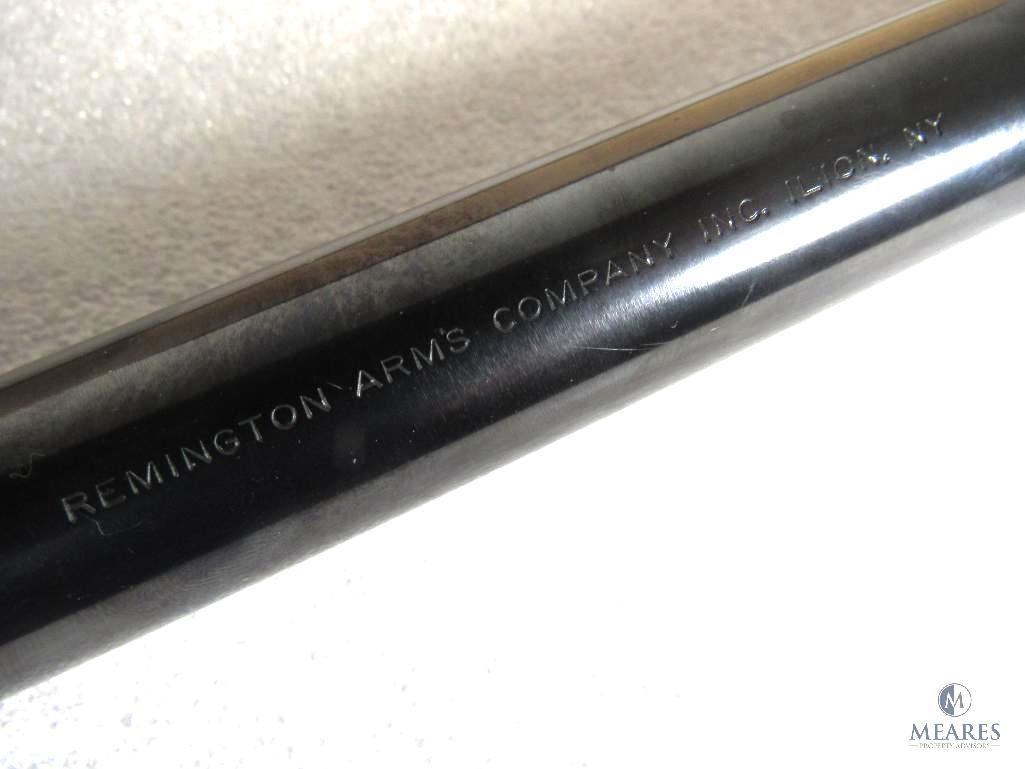 REMINGTON ARMS COMPANY INC. ILION, NY
M
MEARES
PROPERTY ADVISORS